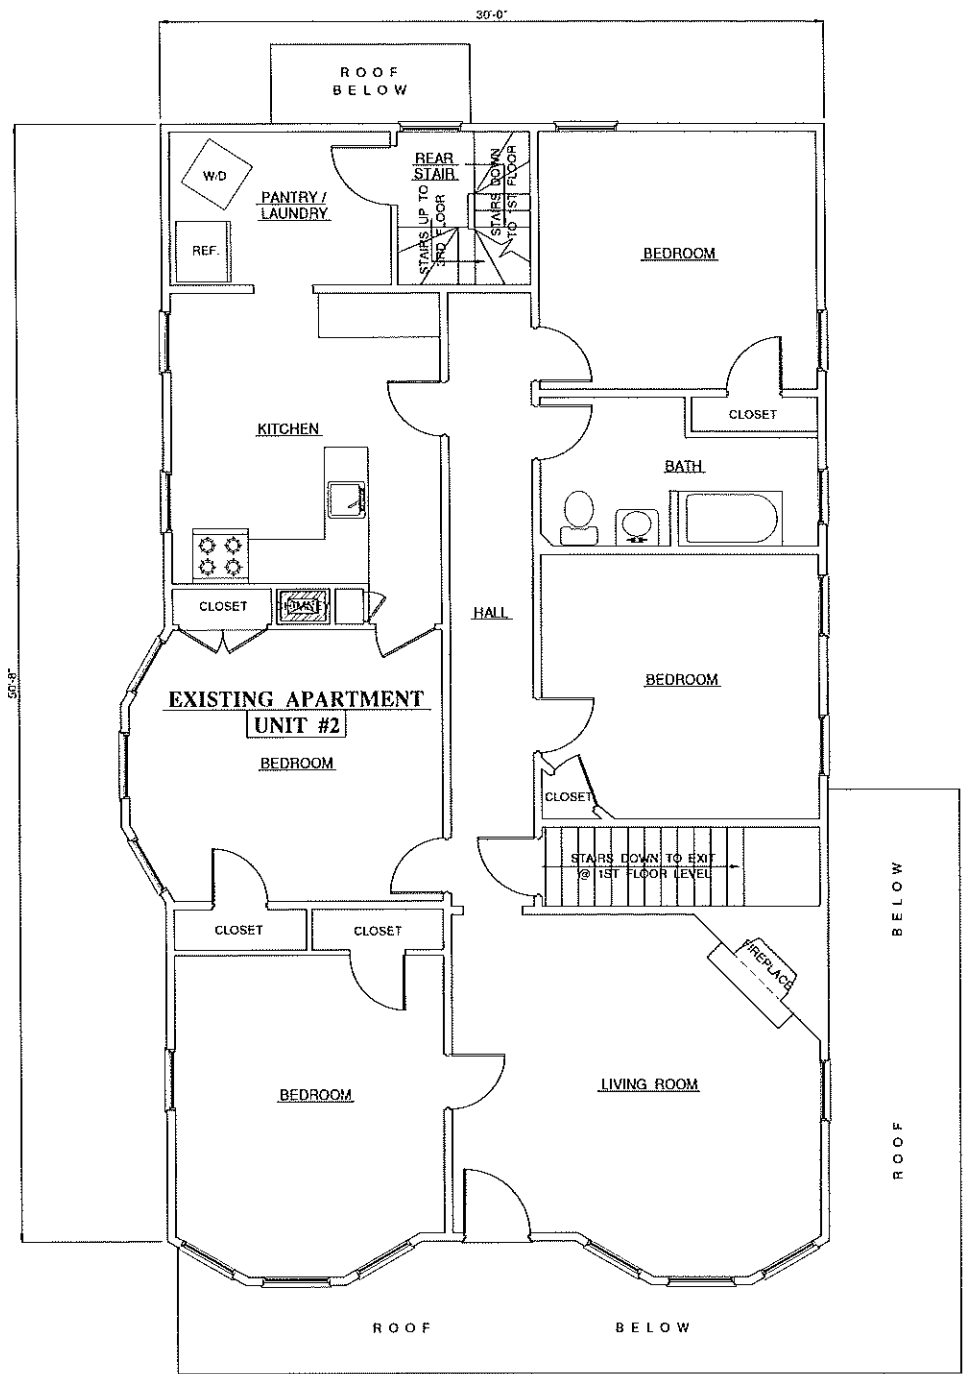 30'-0"
ROOF
BELOW
W/D
PANTRY /
LAUNDRY
REF.
REAR
STAIR
STAIRS UP TO
3RD FLOOR
STAIRS DOWN
TO 1ST FLOOR
BEDROOM
KITCHEN
CLOSET
BATH
CLOSET
CHIMNEY
HALL
BEDROOM
EXISTING APARTMENT
UNIT #2
BEDROOM
CLOSET
STAIRS DOWN TO EXIT
@ 1ST FLOOR LEVEL
CLOSET
CLOSET
FIREPLACE
BEDROOM
LIVING ROOM
ROOF BELOW
ROOF BELOW